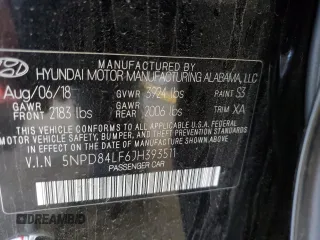 MANUFACTURED BY
HYUNDAI MOTOR MANUFACTURING ALABAMA, LLC
Aug/06/18 GVWR 3924 lbs PAINT S3
GAWR FRONT 2183 lbs GAWR REAR 2006 lbs TRIM XA
THIS VEHICLE CONFORMS TO ALL APPLICABLE FEDERAL
MOTOR VEHICLE SAFETY, BUMPER, AND THEFT PREVENTION STANDARDS
IN EFFECT ON THE DATE OF MANUFACTURE SHOWN ABOVE.
V.I.N 5NPD84LF6JH393511
PASSENGER CAR